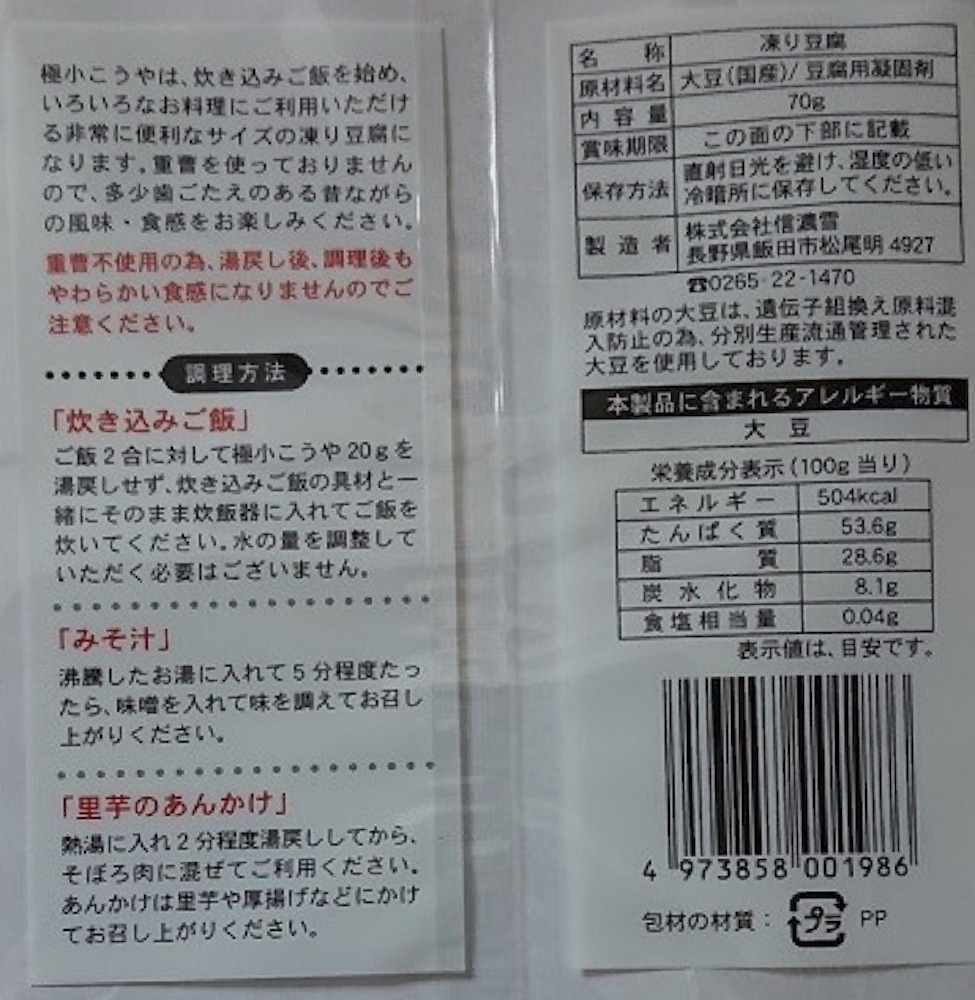 極小こうやは、炊き込みご飯を始め、
いろいろなお料理にご利用いただけ
る非常に便利なサイズの凍り豆腐に
なります。重曹を使っておりません
ので、多少歯ごたえのある昔ながら
の風味・食感をお楽しみください。
重曹不使用の為、湯戻し後、調理後も
やわらかい食感になりませんのでご
注意ください。
調理方法
「炊き込みご飯」
ご飯2合に対して極小こうや20gを
湯戻しせず、炊き込みご飯の具材と一
緒にそのまま炊飯器に入れてご飯を
炊いてください。水の量を調整して
いただく必要はございません。
「みそ汁」
沸騰したお湯に入れて5分程度たっ
たら、味噌を入れて味を調えてお召し
上がりください。
「里芋のあんかけ」
熱湯に入れ2分程度湯戻ししてから、
そぼろ肉に混ぜてご利用ください。
あんかけは里芋や厚揚げなどにかけ
てお召し上がりください。
名称 凍り豆腐
原材料名 大豆(国産)/豆腐用凝固剤
内容量 70g
賞味期限 この面の下部に記載
保存方法 直射日光を避け、湿度の低い
冷暗所に保存してください。
製造者 株式会社信濃雪
長野県飯田市松尾明4927
☎0265-22-1470
原材料の大豆は、遺伝子組換え原料混
入防止の為、分別生産流通管理された
大豆を使用しております。
本製品に含まれるアレルギー物質
大豆
栄養成分表示(100g当り)
エネルギー 504kcal
たんぱく質 53.6g
脂質 28.6g
炭水化物 8.1g
食塩相当量 0.04g
表示値は、目安です。
4 973858 001986
包材の材質: プラ PP